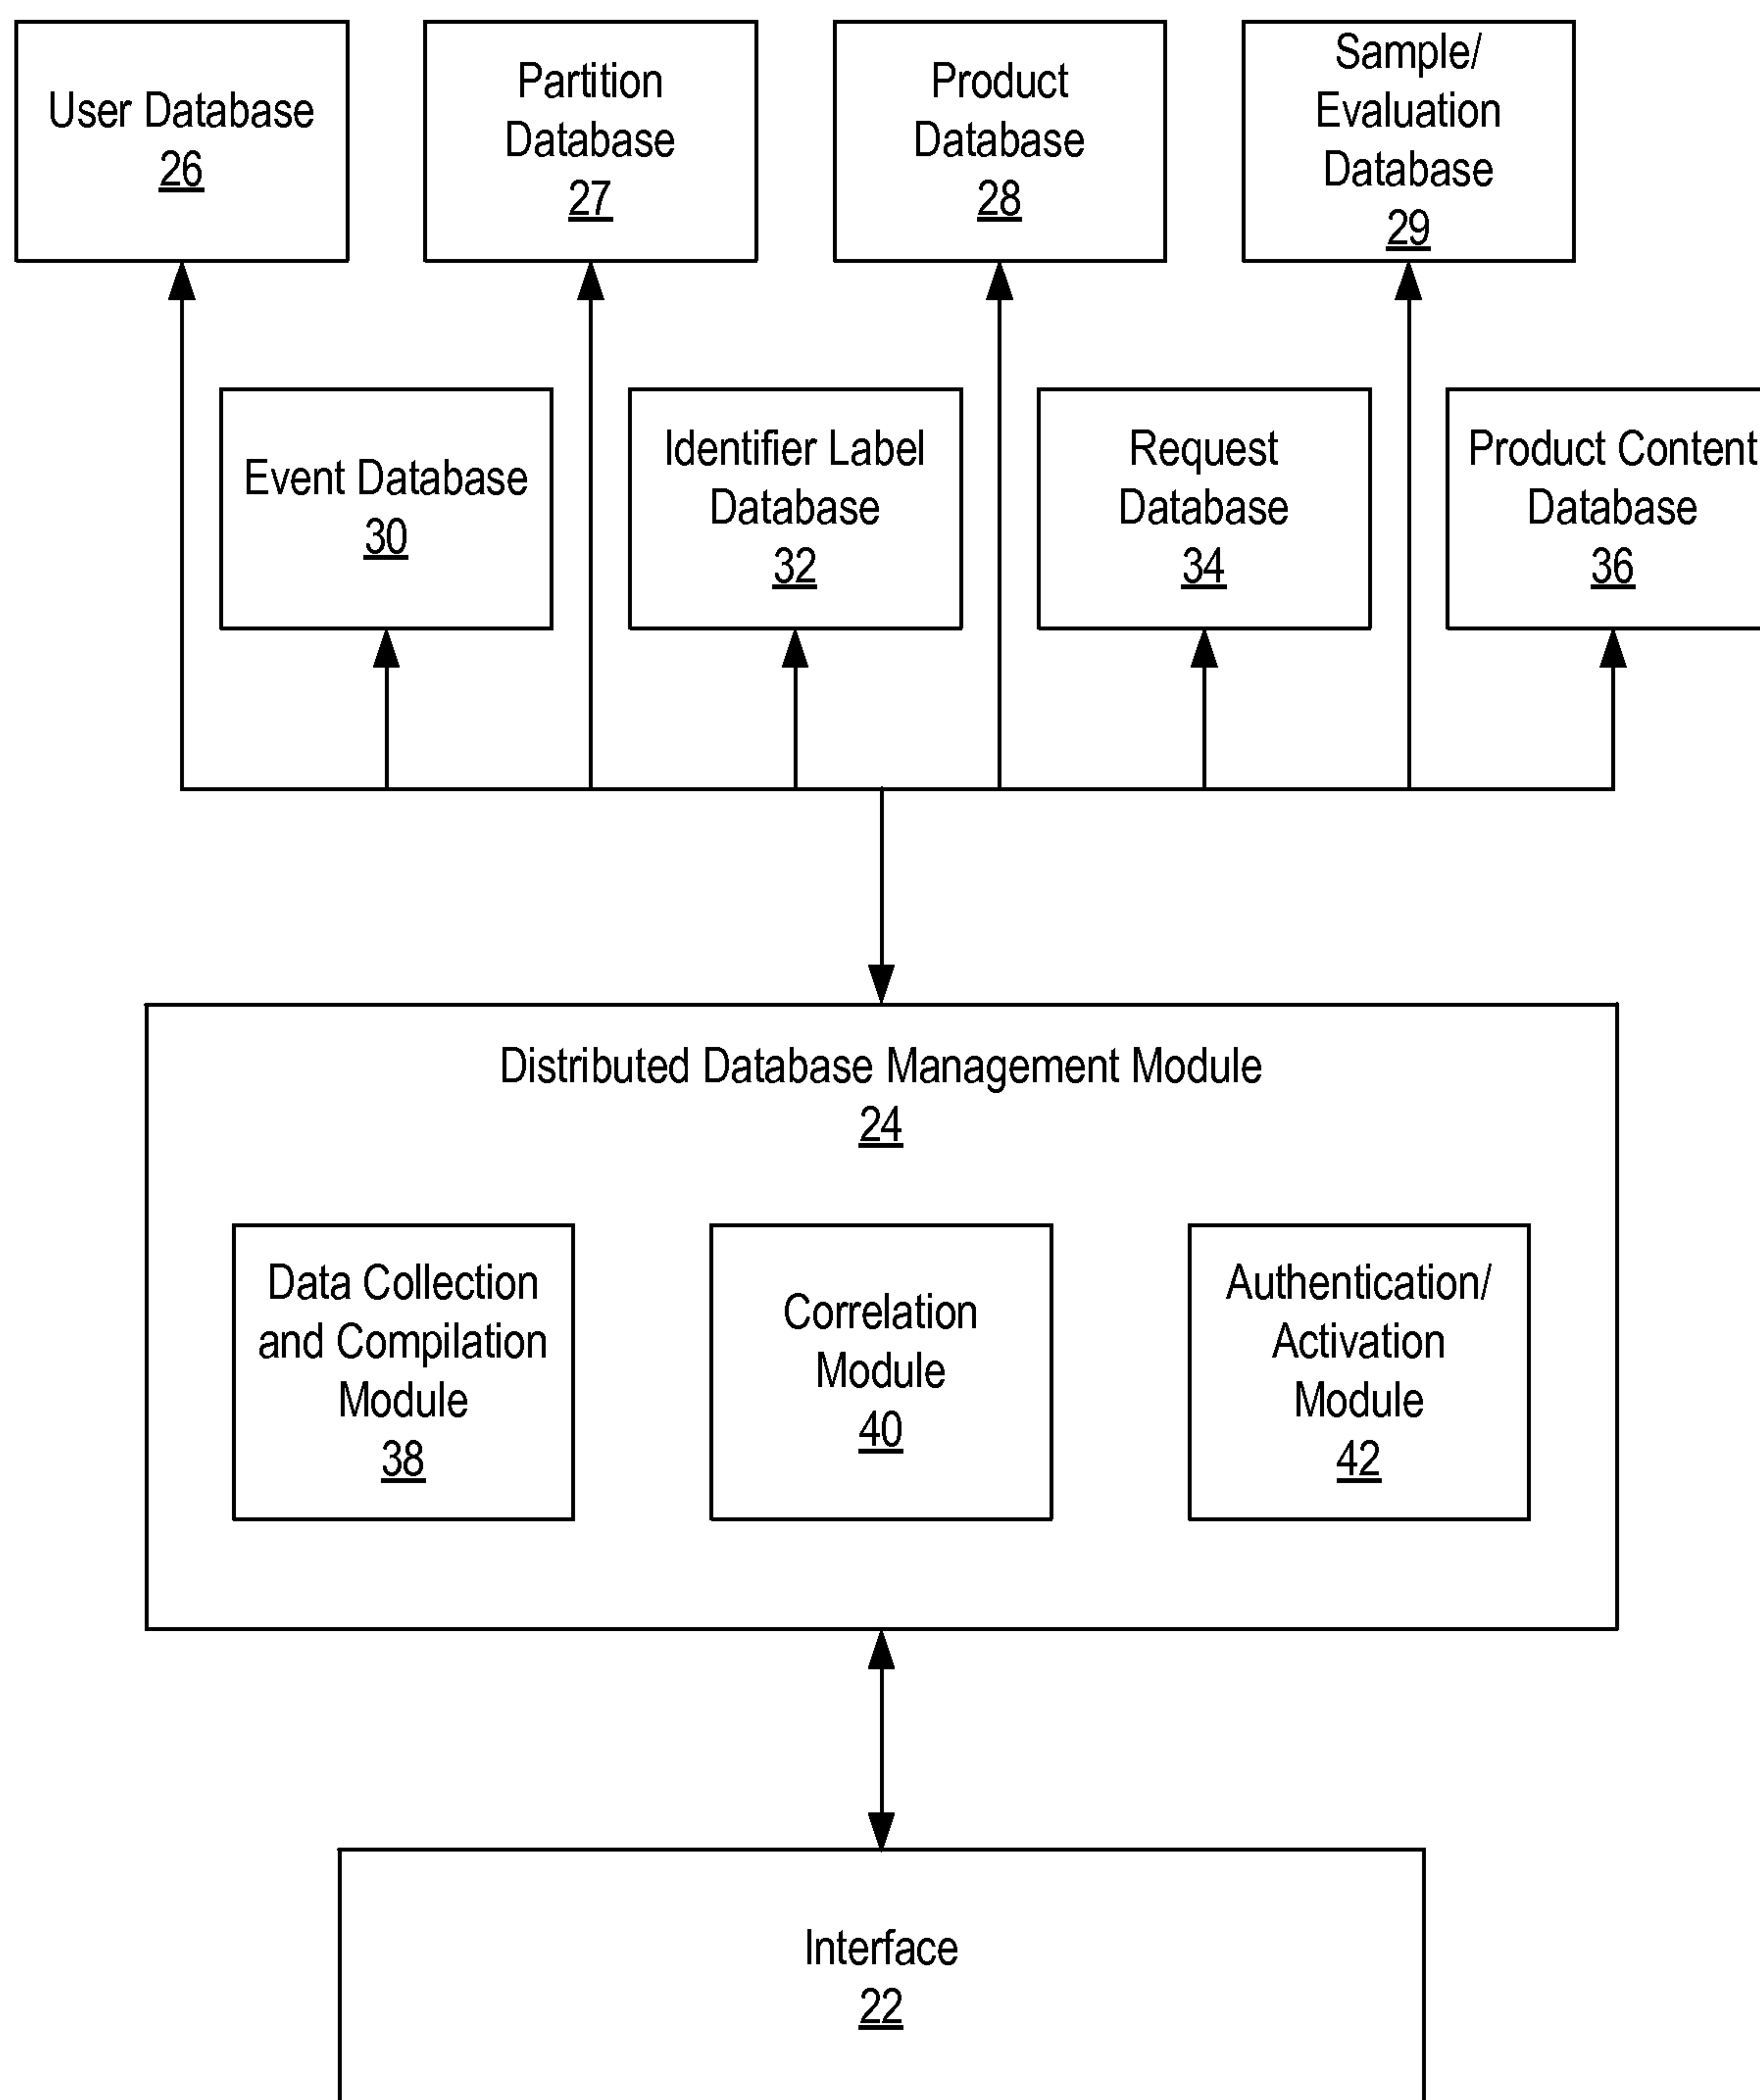 User Database
26
Partition
Database
27
Product
Database
28
Sample/
Evaluation
Database
29
Event Database
30
Identifier Label
Database
32
Request
Database
34
Product Content
Database
36
Distributed Database Management Module
24
Data Collection
and Compilation
Module
38
Correlation
Module
40
Authentication/
Activation
Module
42
Interface
22